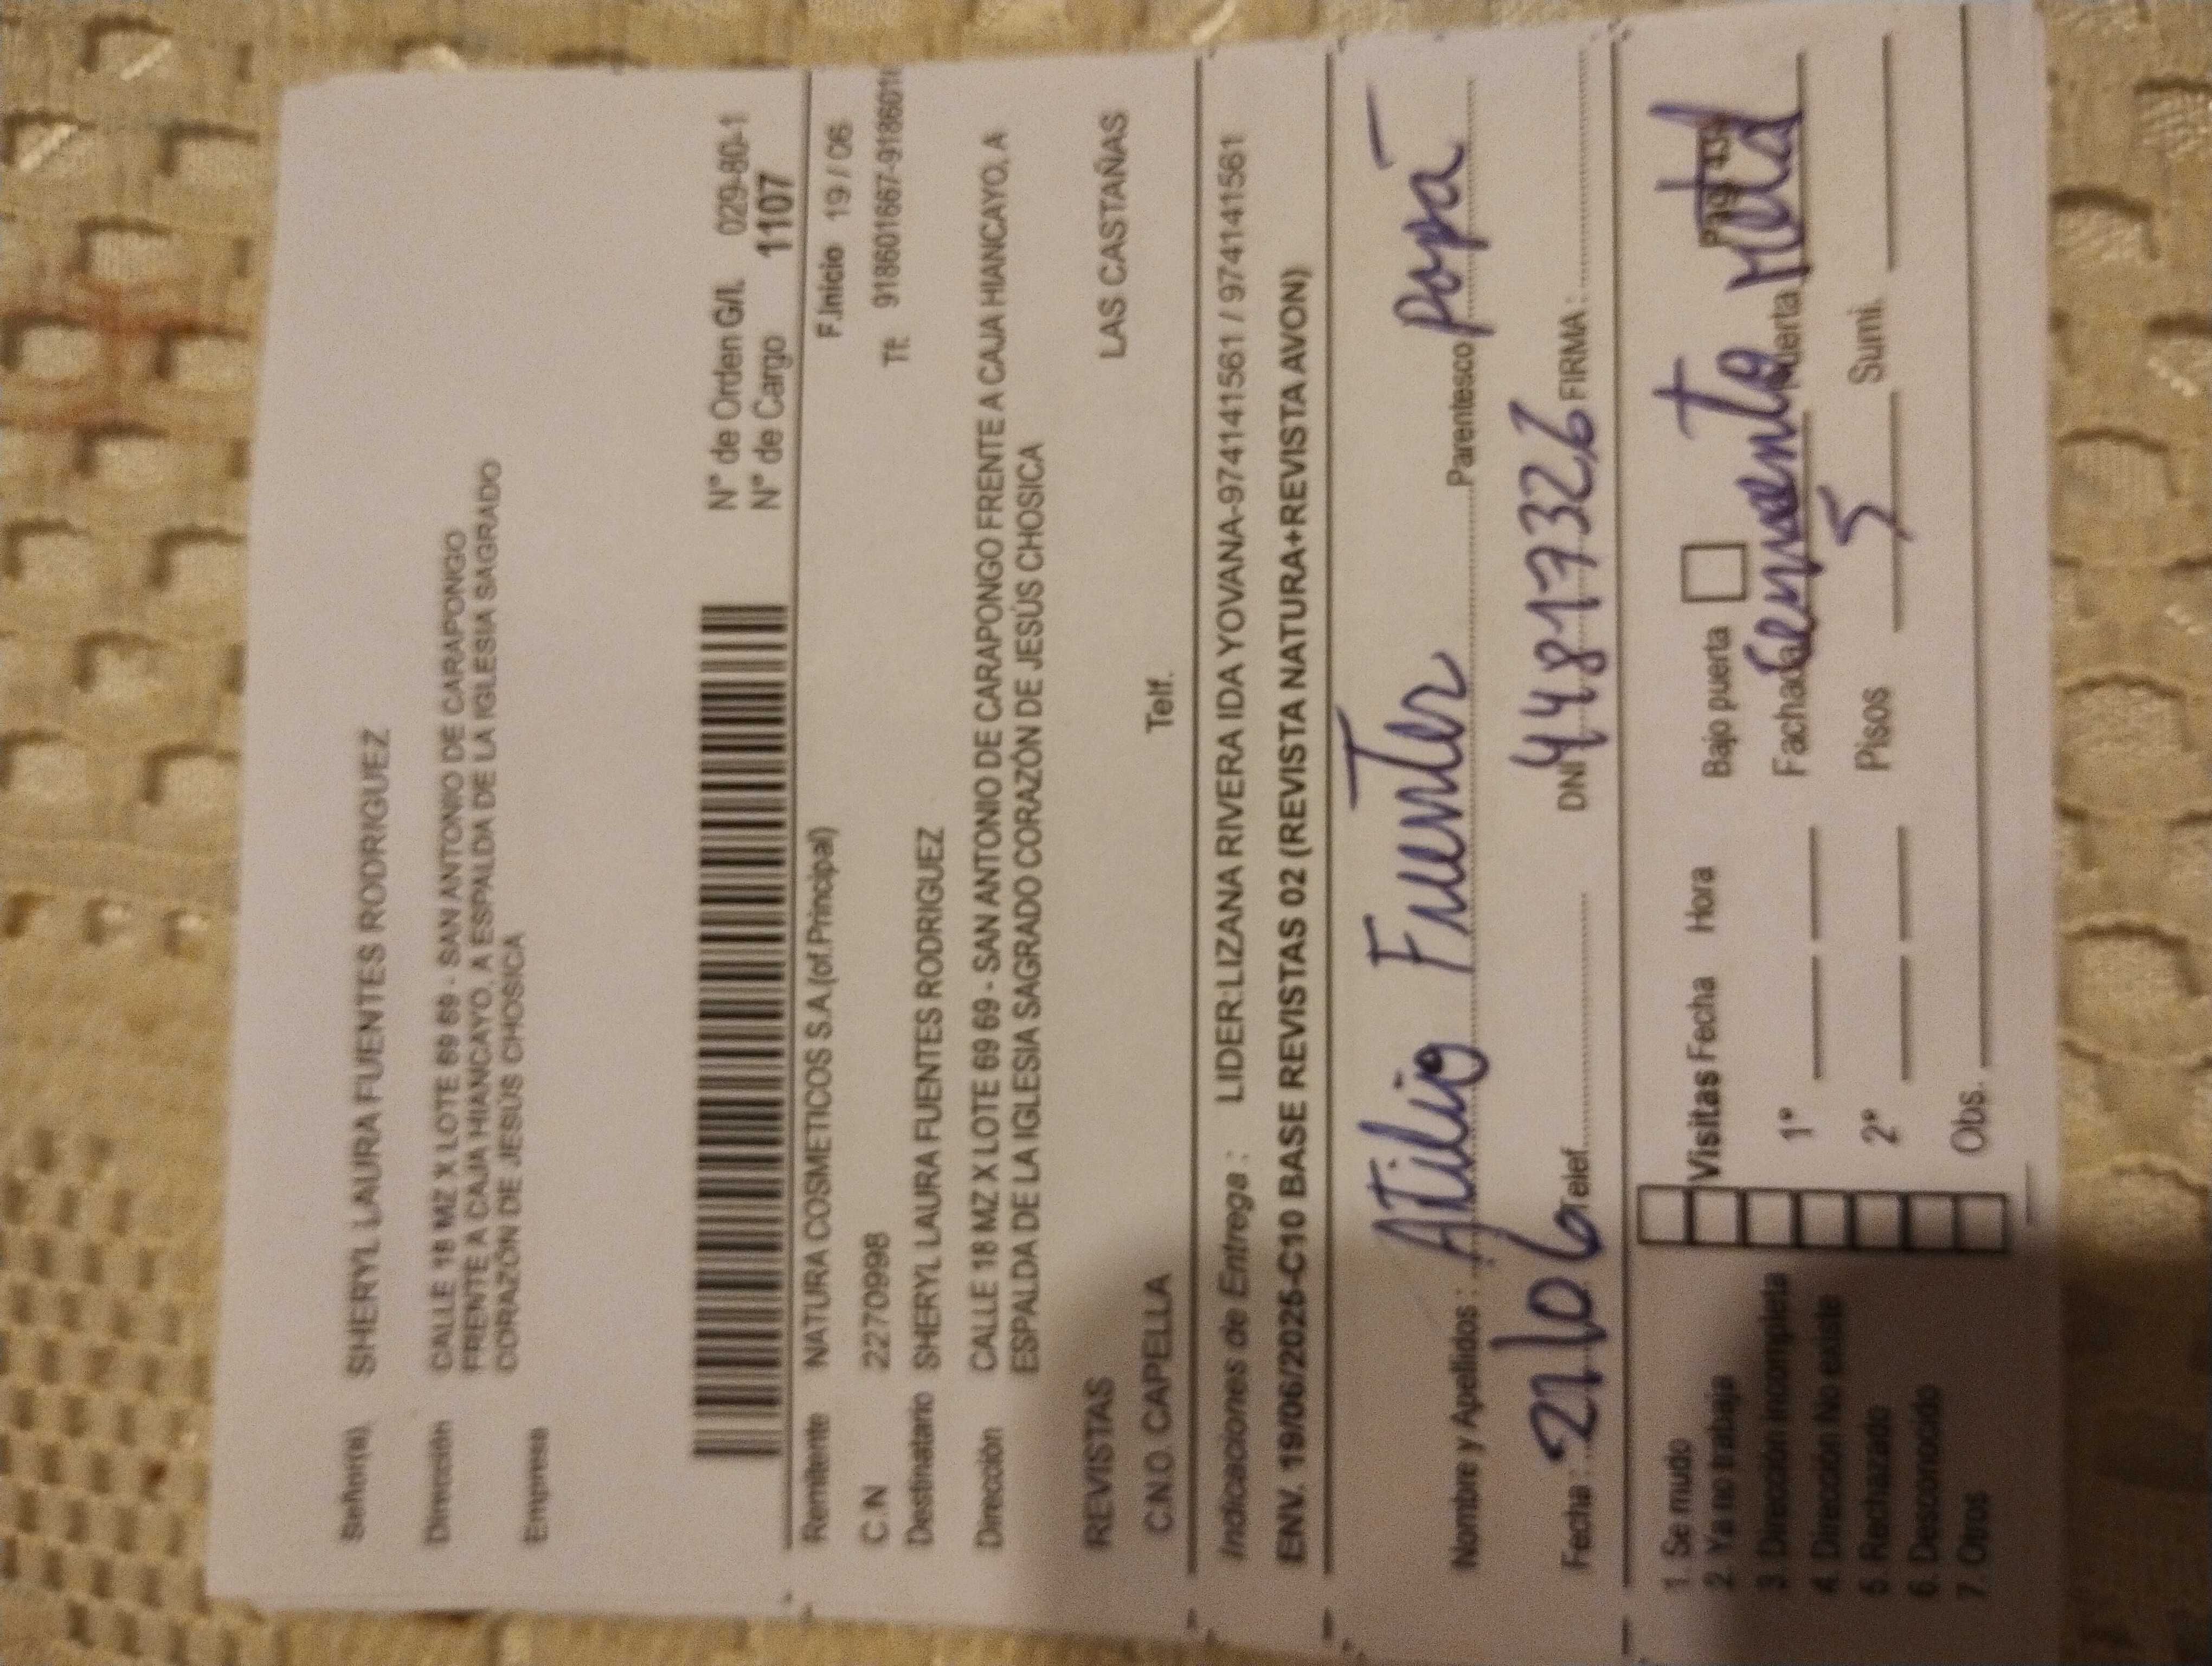 Señor(a) SHERYL LAURA FUENTES RODRIGUEZ
Dirección CALLE 18 MZ X LOTE 69 69 - SAN ANTONIO DE CARAPONGO
FRENTE A CAJA HIANCAYO, A ESPALDA DE LA IGLESIA SAGRADO
CORAZÓN DE JESÚS CHOSICA
Empresa
N° de Orden G/I. 029-80-1
N° de Cargo 1107
Remitente NATURA COSMETICOS S.A.(of.Principal) F.Inicio 19 / 06
C.N 22709998 Tf: 918601667-9186016
Destinatario SHERYL LAURA FUENTES RODRIGUEZ
Dirección CALLE 18 MZ X LOTE 69 69 - SAN ANTONIO DE CARAPONGO FRENTE A CAJA HIANCAYO, A
ESPALDA DE LA IGLESIA SAGRADO CORAZÓN DE JESÚS CHOSICA
REVISTAS LAS CASTAÑAS
C.N.O. CAPELLA Telf.
Indicaciones de Entrega : LIDER:LIZANA RIVERA IDA YOVANA-974141561 / 974141561
ENV. 19/06/2025-C10 BASE REVISTAS 02 (REVISTA NATURA+REVISTA AVON)
Nombre y Apellidos : Atilio Fuentes Parentesco papá
Fecha : 21/06 Telef. DNI 44817326 FIRMA :
1. Se mudo
2. Ya no trabaja Visitas Fecha Hora Bajo puerta
3. Dirección incompleta 1° Fachada Cemento Puerta Metal
4. Dirección No existe
5. Rechazado 2° Pisos 5 Sumi.
6. Desconocido
7. Otros Obs.